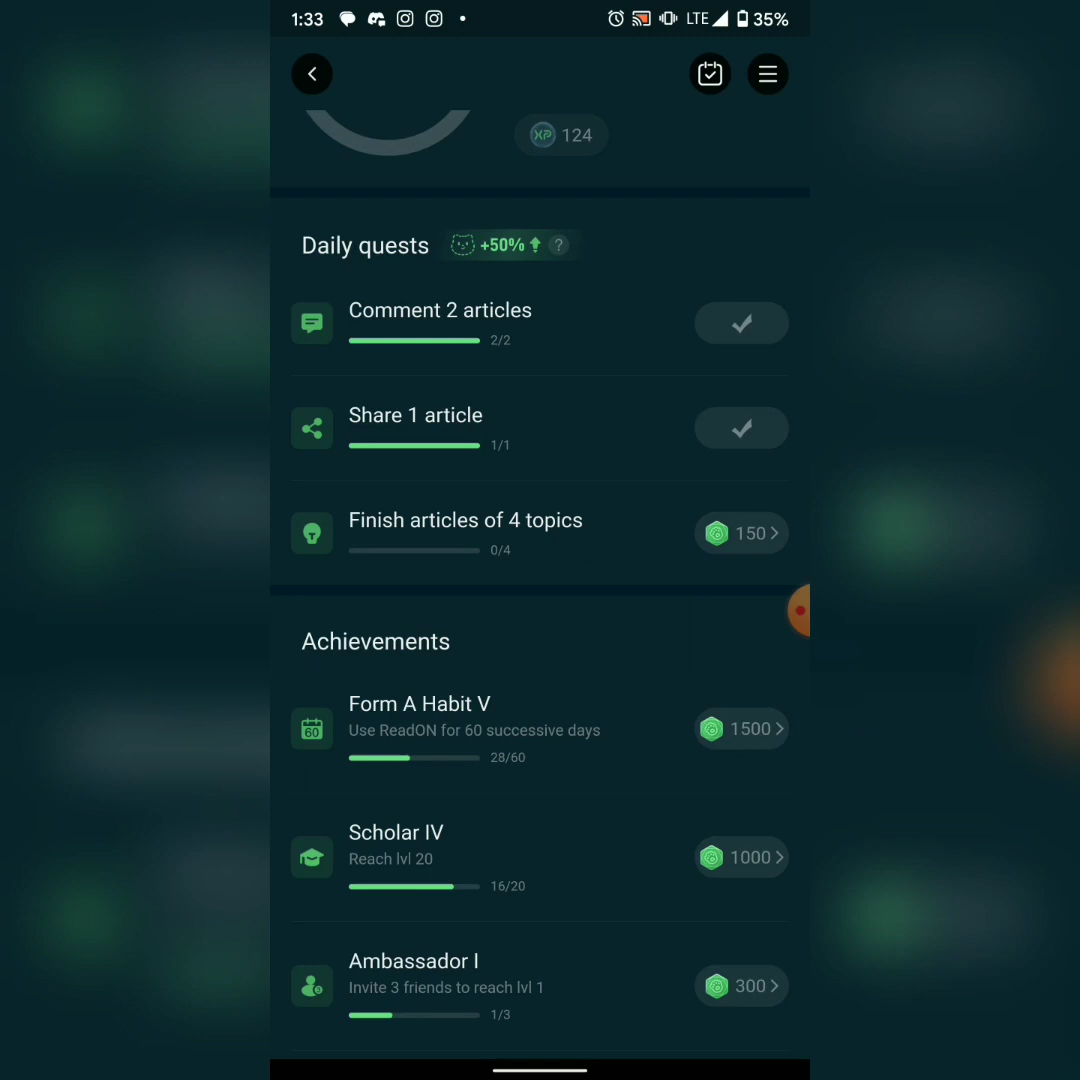 1:33 LTE 35%
XP 124
Daily quests +50% ?
Comment 2 articles
2/2
Share 1 article
1/1
Finish articles of 4 topics
0/4 150
Achievements
Form A Habit V
60 Use ReadON for 60 successive days 1500
28/60
Scholar IV
Reach lvl 20 1000
16/20
Ambassador I
Invite 3 friends to reach lvl 1 300
3 1/3